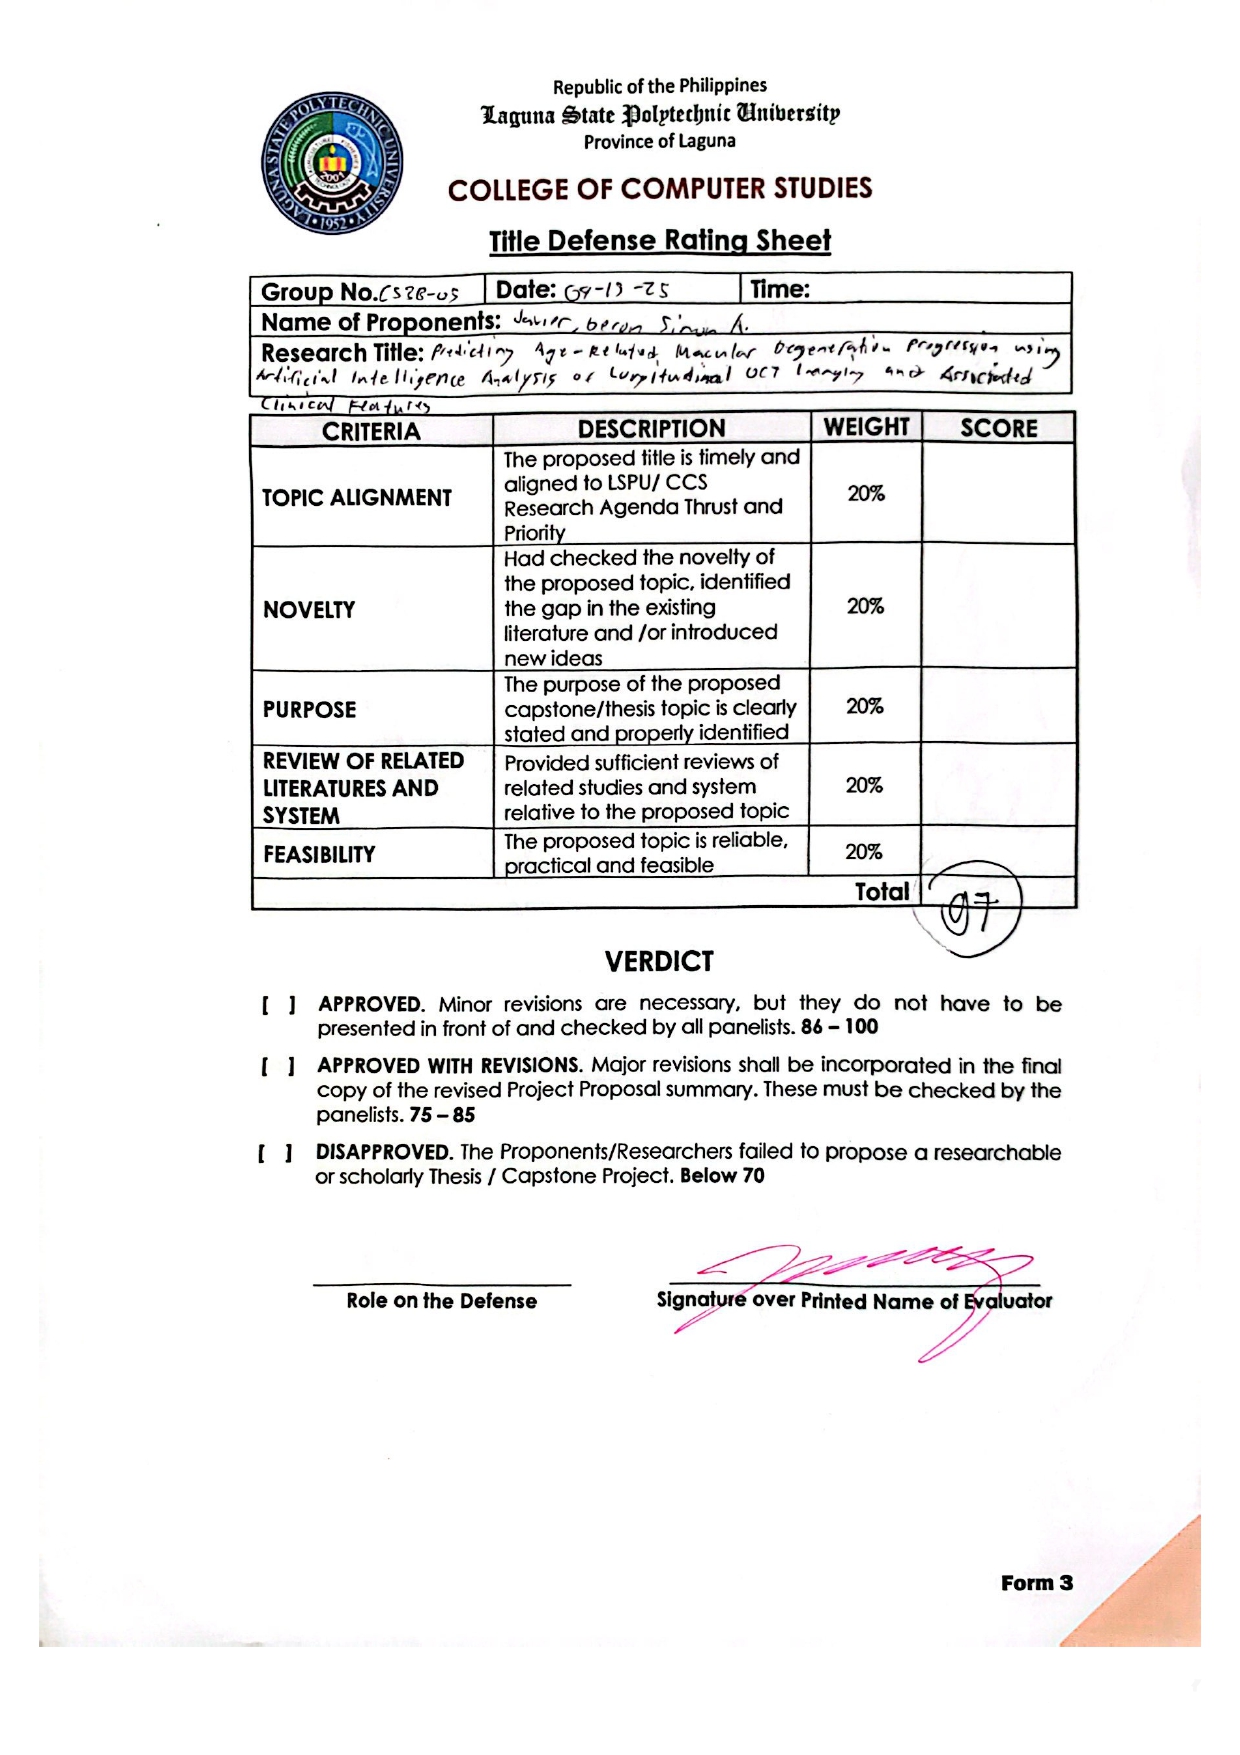 Republic of the Philippines
Laguna State Polytechnic University
Province of Laguna
LAGUNA STATE POLYTECHNIC UNIVERSITY
1952
COLLEGE OF COMPUTER STUDIES
Title Defense Rating Sheet
Group No. CS3B-05 Date: 09-13-25 Time:
Name of Proponents: Javier, Simon A.
Research Title: Predicting Age-Related Macular Degeneration Progression using
Artificial Intelligence Analysis of Longitudinal OCT Imaging and Associated
Clinical Features
CRITERIA DESCRIPTION WEIGHT SCORE
TOPIC ALIGNMENT
The proposed title is timely and
aligned to LSPU/ CCS
Research Agenda Thrust and
Priority
20%
NOVELTY
Had checked the novelty of
the proposed topic, identified
the gap in the existing
literature and /or introduced
new ideas
20%
PURPOSE
The purpose of the proposed
capstone/thesis topic is clearly
stated and properly identified
20%
REVIEW OF RELATED
LITERATURES AND
SYSTEM
Provided sufficient reviews of
related studies and system
relative to the proposed topic
20%
FEASIBILITY
The proposed topic is reliable,
practical and feasible
20%
Total 97
VERDICT
[ ] APPROVED. Minor revisions are necessary, but they do not have to be
presented in front of and checked by all panelists. 86 – 100
[ ] APPROVED WITH REVISIONS. Major revisions shall be incorporated in the final
copy of the revised Project Proposal summary. These must be checked by the
panelists. 75 – 85
[ ] DISAPPROVED. The Proponents/Researchers failed to propose a researchable
or scholarly Thesis / Capstone Project. Below 70
Role on the Defense Signature over Printed Name of Evaluator
Form 3